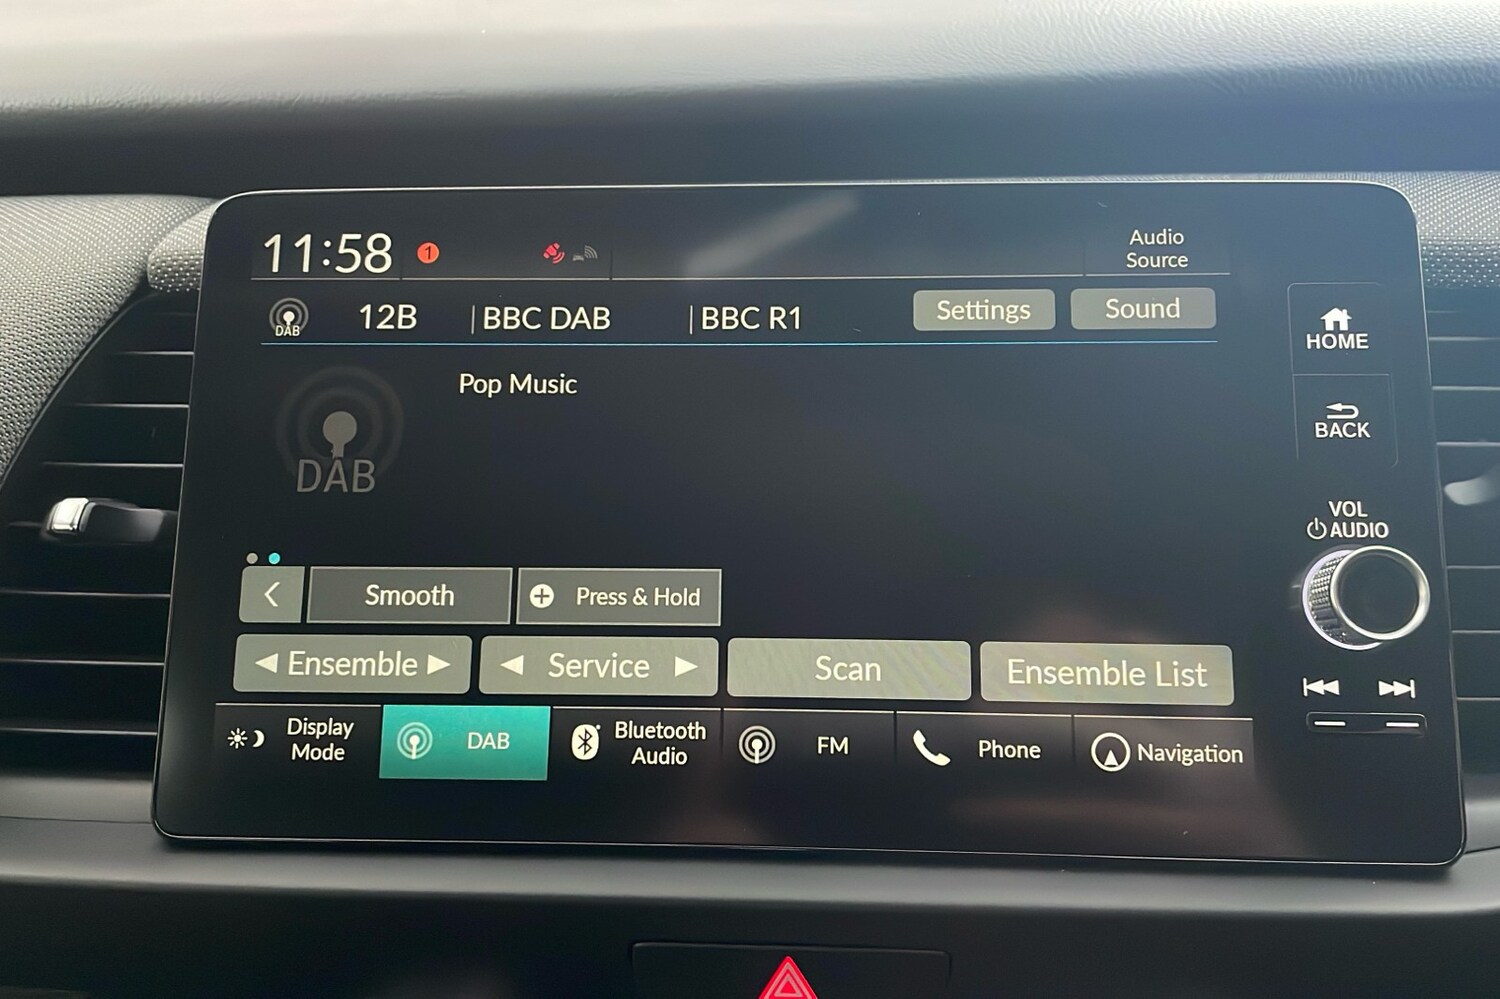 11:58
1
Audio
Source
DAB
12B
BBC DAB
BBC R1
Settings
Sound
Pop Music
DAB
HOME
BACK
VOL
AUDIO
Smooth
Press & Hold
Ensemble
Service
Scan
Ensemble List
Display
Mode
DAB
Bluetooth
Audio
FM
Phone
Navigation